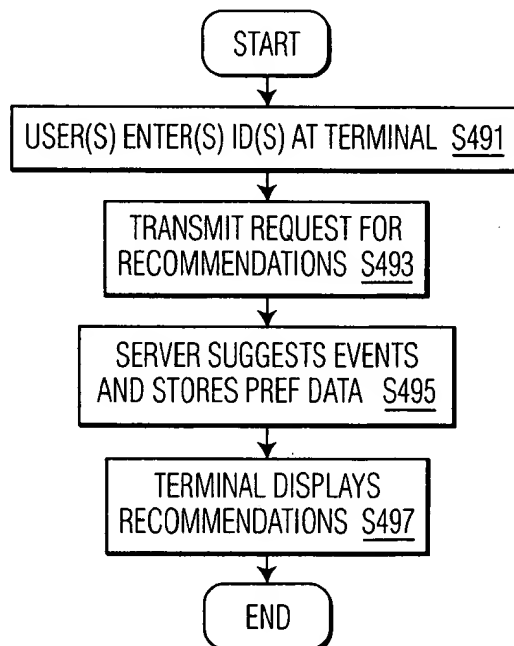 START
USER(S) ENTER(S) ID(S) AT TERMINAL S491
TRANSMIT REQUEST FOR
RECOMMENDATIONS S493
SERVER SUGGESTS EVENTS
AND STORES PREF DATA S495
TERMINAL DISPLAYS
RECOMMENDATIONS S497
END